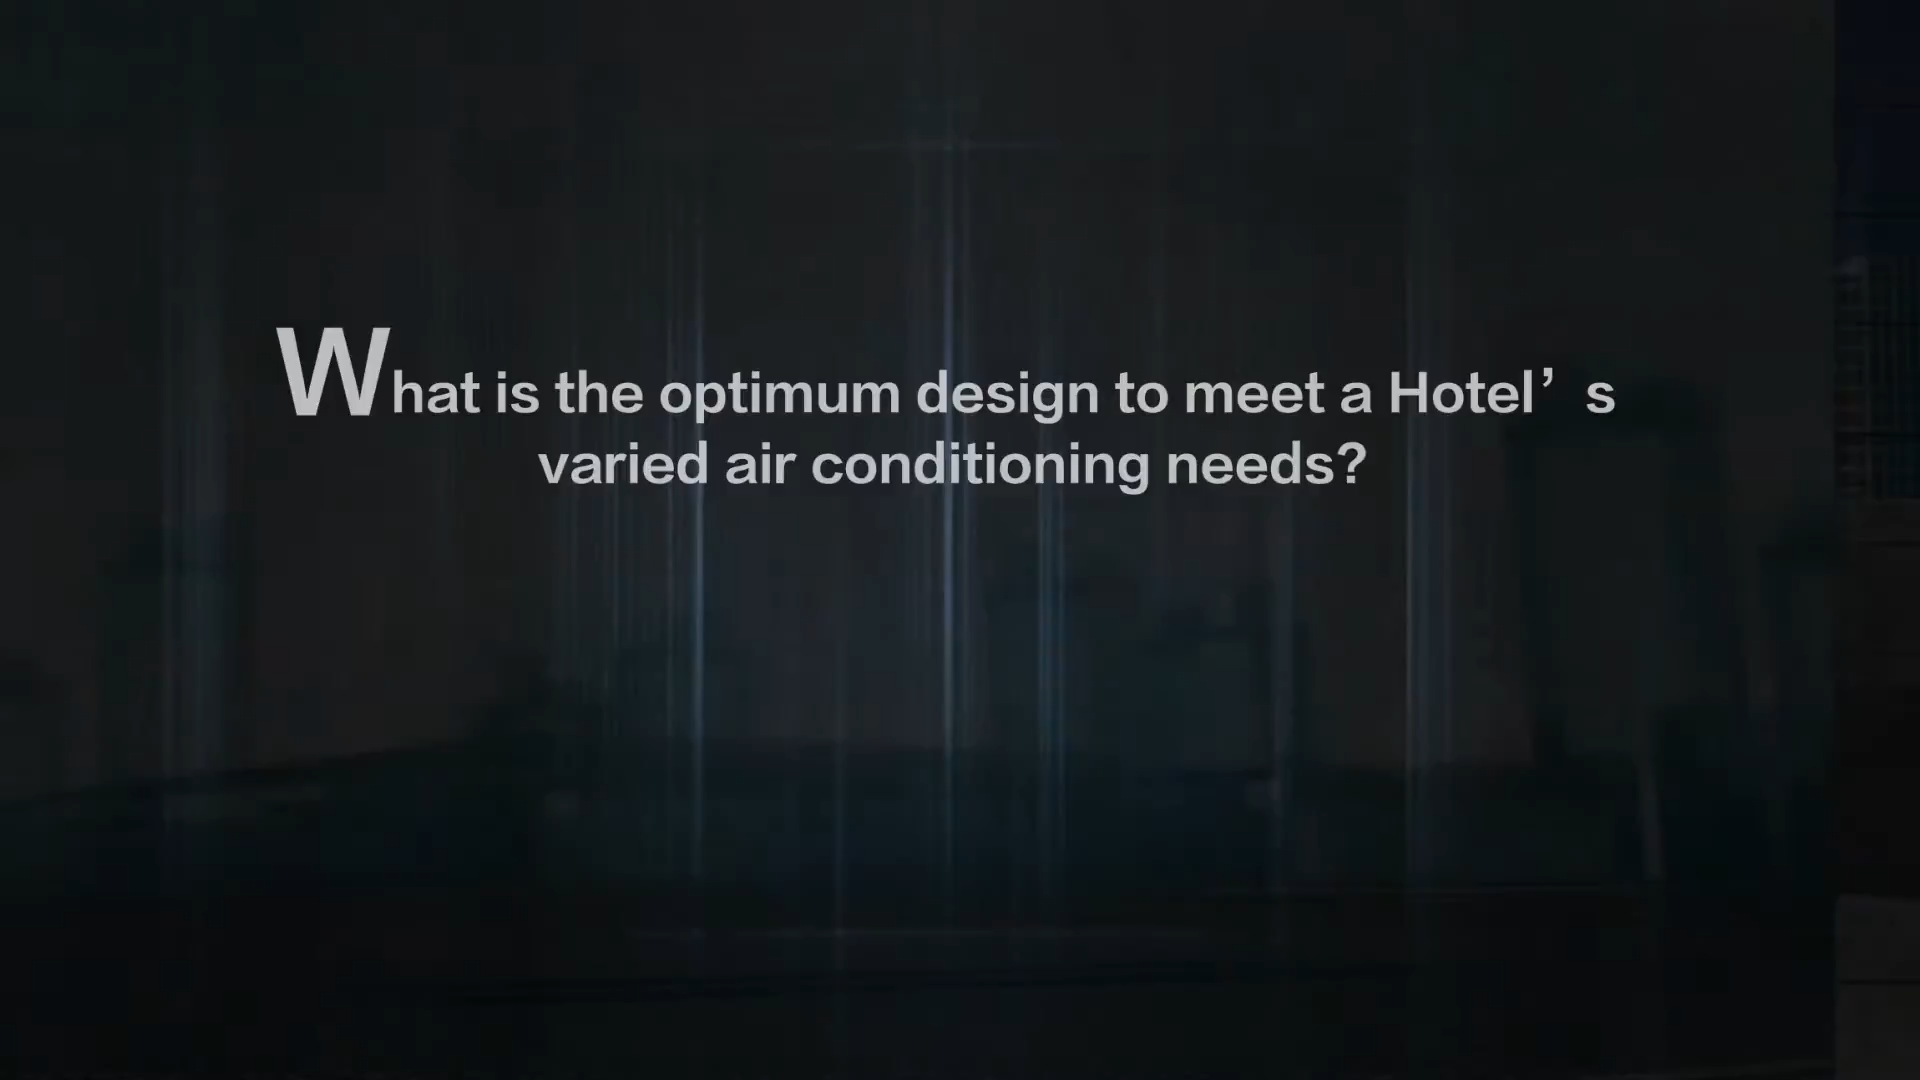 What is the optimum design to meet a Hotel’s
varied air conditioning needs?